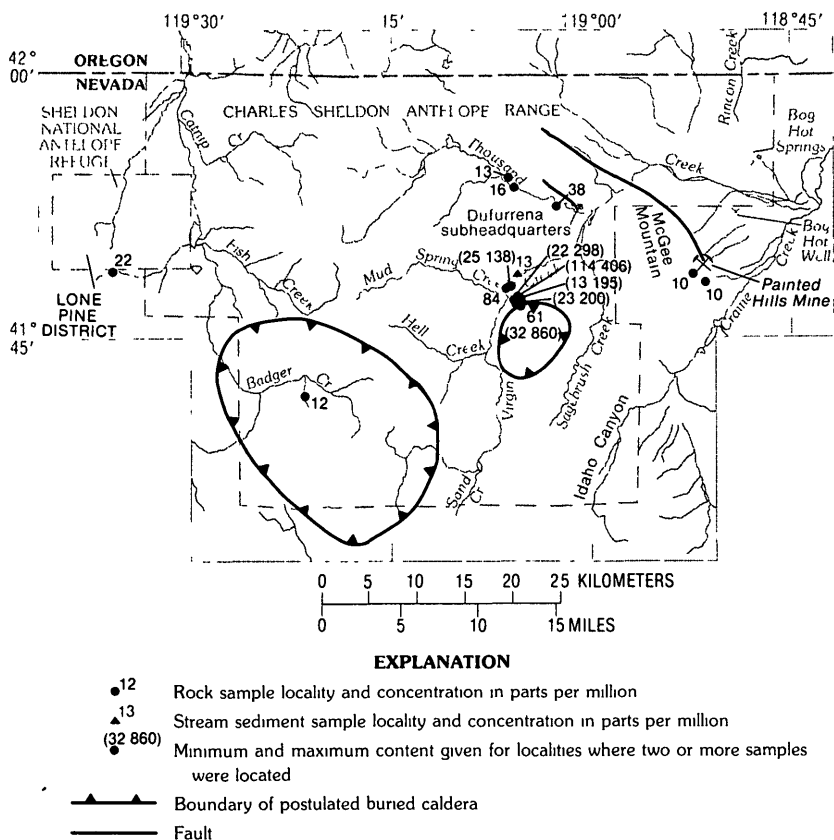 119° 30' 15' 119° 00' 118° 45'
42° 00'
OREGON
NEVADA
SHELDON NATIONAL ANTELOPE REFUGE
CHARLES SHELDON ANTELOPE RANGE
Catnip Cr
Rincon Creek
Bog Hot Springs
Thousand Creek
13
16
38
Dufurrena subheadquarters
McGee Mountain
Bog Hot Well
22
LONE PINE DISTRICT
Fish Creek
Mud Spring Creek
(25 138) 13
(22 298)
(114 406)
(13 195)
(23 200)
84
61
(32 860)
10
10
Painted Hills Mine
Craine Creek
41° 45'
Hell Creek
Badger Cr
12
Virgin
Sagebrush Creek
Idaho Canyon
Sand Cr
0 5 10 15 20 25 KILOMETERS
0 5 10 15 MILES
EXPLANATION
12 Rock sample locality and concentration in parts per million
13 Stream sediment sample locality and concentration in parts per million
(32 860) Minimum and maximum content given for localities where two or more samples
were located
Boundary of postulated buried caldera
Fault